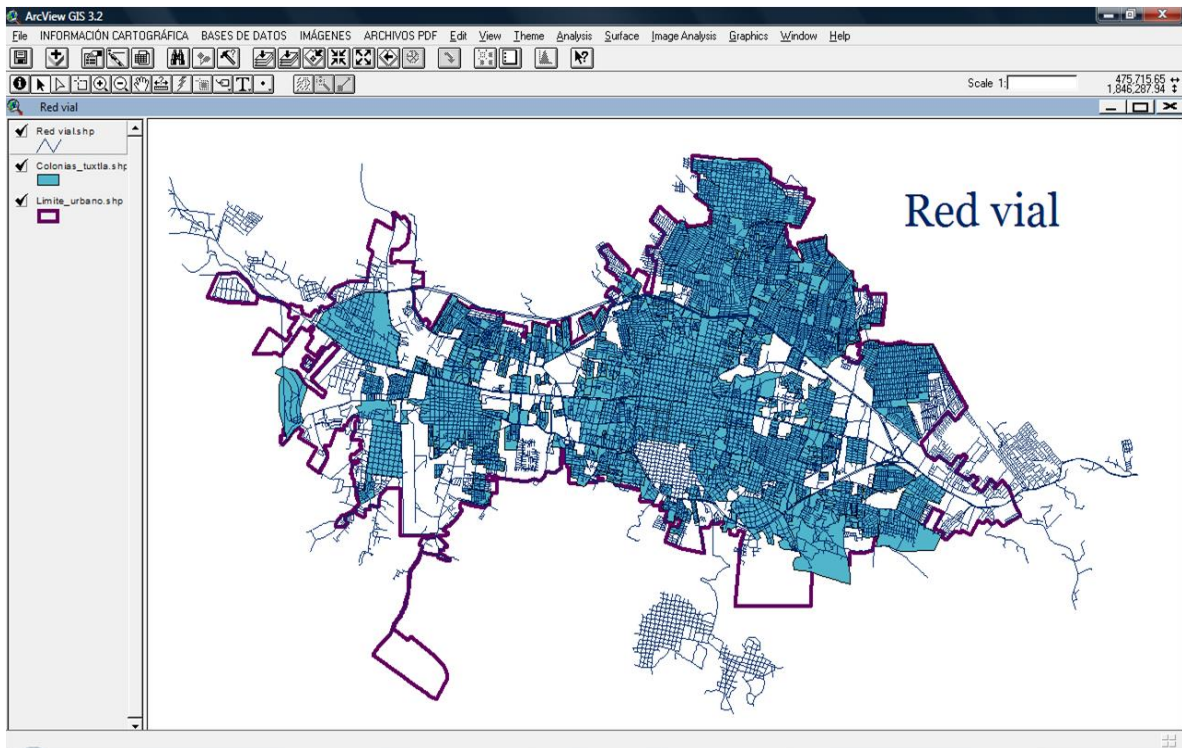 ArcView GIS 3.2
File INFORMACIÓN CARTOGRÁFICA BASES DE DATOS IMÁGENES ARCHIVOS PDF Edit View Theme Analysis Surface Image Analysis Graphics Window Help
Scale 1:
475,715.65
1,846,287.94
Red vial
Red vial.shp
Colonias_tuxtla.shp
Limite_urbano.shp
Red vial